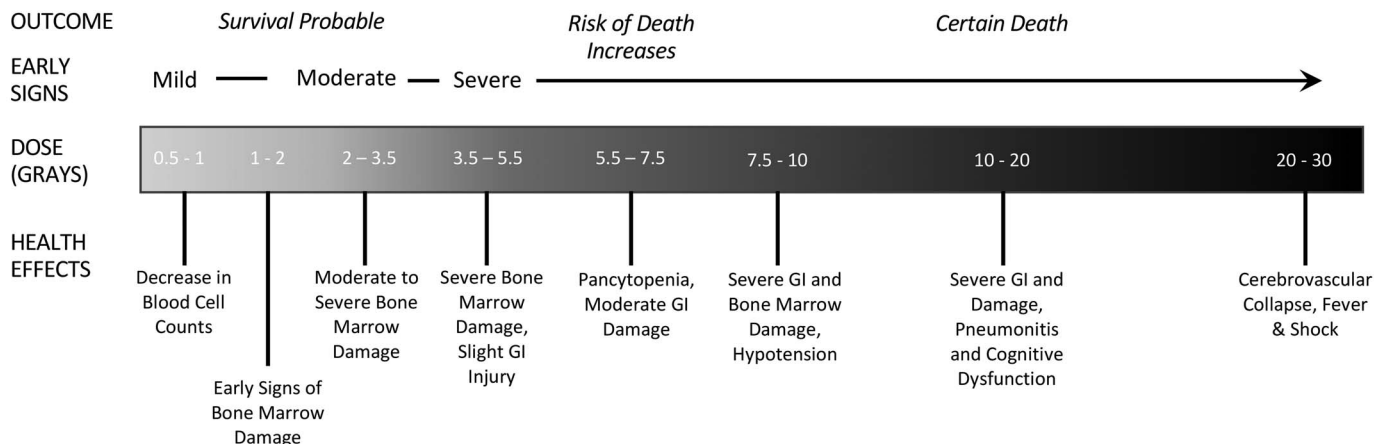 OUTCOME
Survival Probable
Risk of Death
Increases
Certain Death
EARLY
SIGNS
Mild
Moderate
Severe
DOSE
(GRAYS)
0.5 - 1
1 - 2
2 – 3.5
3.5 – 5.5
5.5 – 7.5
7.5 - 10
10 - 20
20 - 30
HEALTH
EFFECTS
Decrease in
Blood Cell
Counts
Early Signs of
Bone Marrow
Damage
Moderate to
Severe Bone
Marrow
Damage
Severe Bone
Marrow
Damage,
Slight GI
Injury
Pancytopenia,
Moderate GI
Damage
Severe GI and
Bone Marrow
Damage,
Hypotension
Severe GI and
Damage,
Pneumonitis
and Cognitive
Dysfunction
Cerebrovascular
Collapse, Fever
& Shock